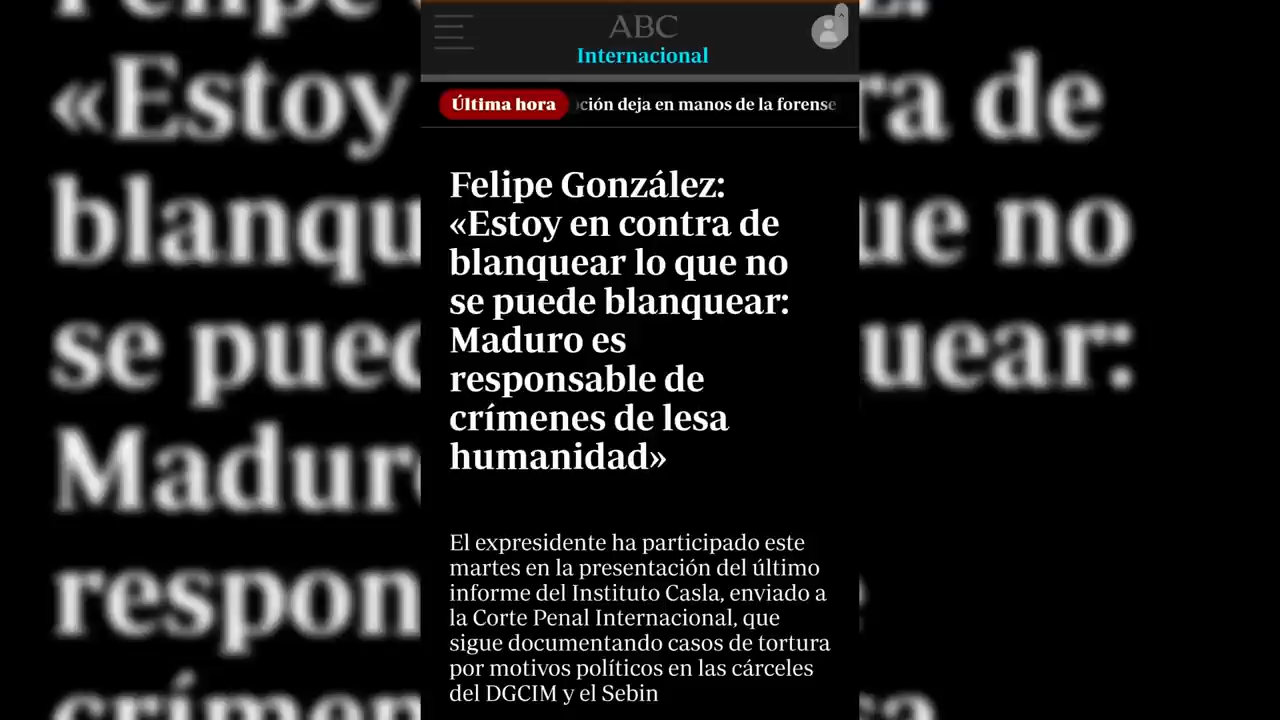 ABC
Internacional
Última hora
ción deja en manos de la forense
Felipe González:
«Estoy en contra de
blanquear lo que no
se puede blanquear:
Maduro es
responsable de
crímenes de lesa
humanidad»
El expresidente ha participado este
martes en la presentación del último
informe del Instituto Casla, enviado a
la Corte Penal Internacional, que
sigue documentando casos de tortura
por motivos políticos en las cárceles
del DGCIM y el Sebin